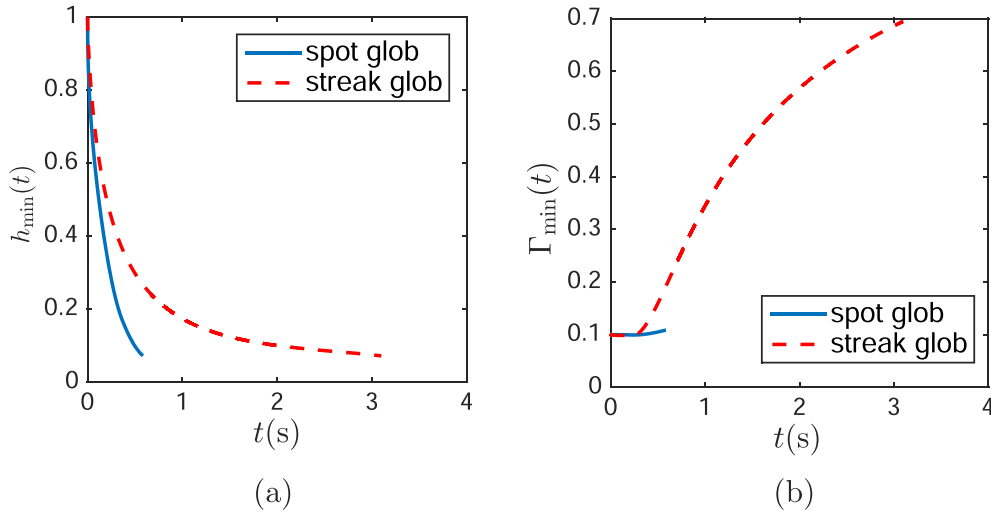 1
0.8
0.6
0.4
0.2
0
0
1
2
3
4
h_min(t)
t(s)
spot glob
streak glob
(a)
0.7
0.6
0.5
0.4
0.3
0.2
0.1
0
0
1
2
3
4
Γ_min(t)
t(s)
spot glob
streak glob
(b)